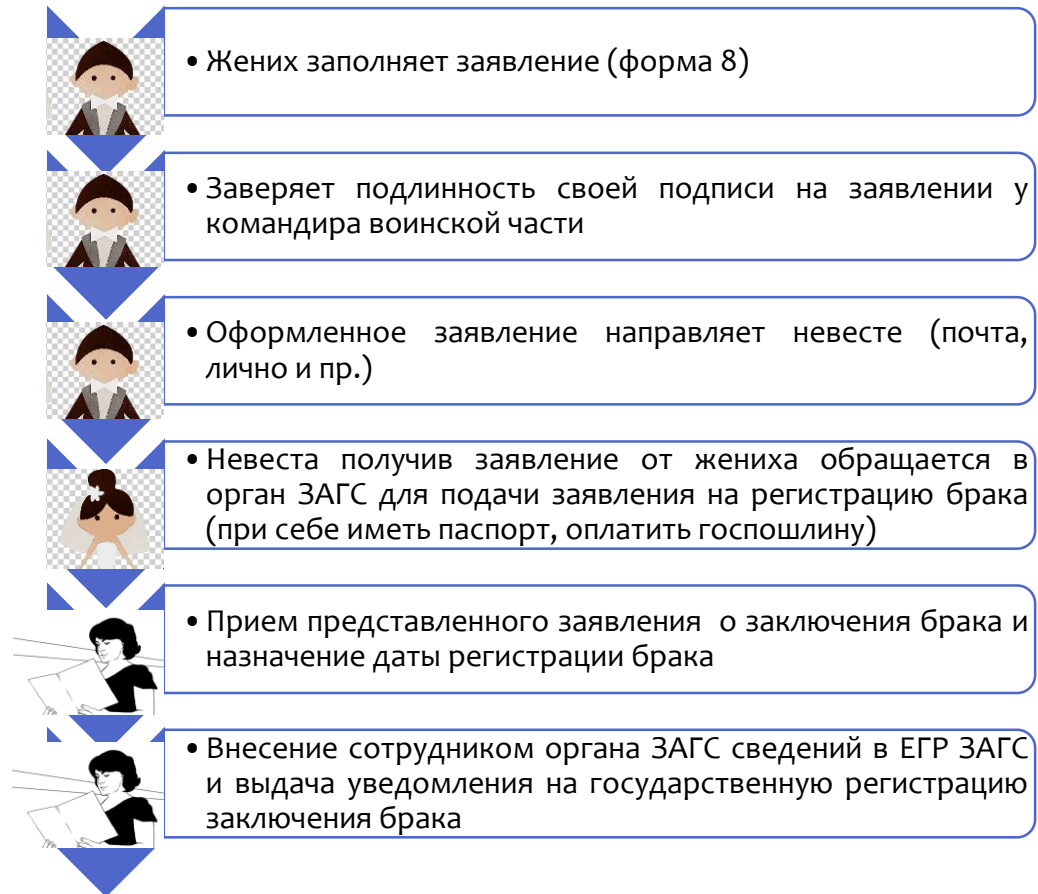 • Жених заполняет заявление (форма 8)
• Заверяет подлинность своей подписи на заявлении у
командира воинской части
• Оформленное заявление направляет невесте (почта,
лично и пр.)
• Невеста получив заявление от жениха обращается в
орган ЗАГС для подачи заявления на регистрацию брака
(при себе иметь паспорт, оплатить госпошлину)
• Прием представленного заявления о заключения брака и
назначение даты регистрации брака
• Внесение сотрудником органа ЗАГС сведений в ЕГР ЗАГС
и выдача уведомления на государственную регистрацию
заключения брака